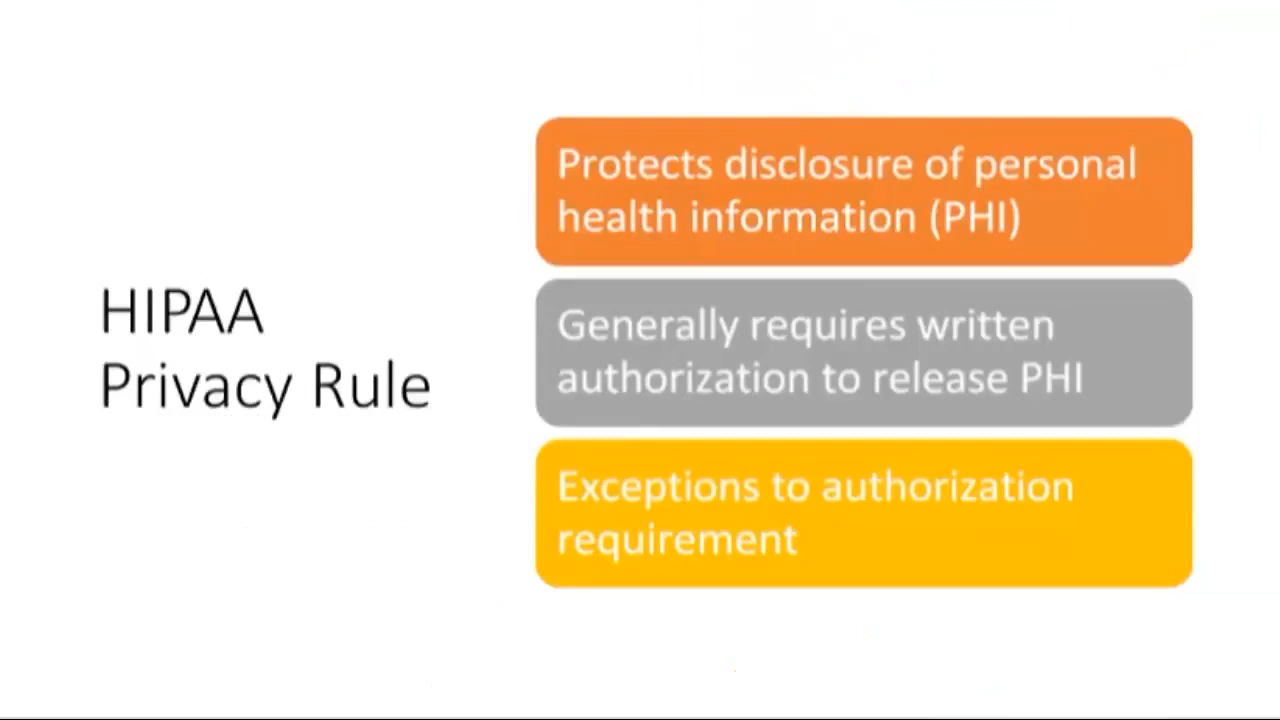 HIPAA
Privacy Rule
Protects disclosure of personal
health information (PHI)
Generally requires written
authorization to release PHI
Exceptions to authorization
requirement